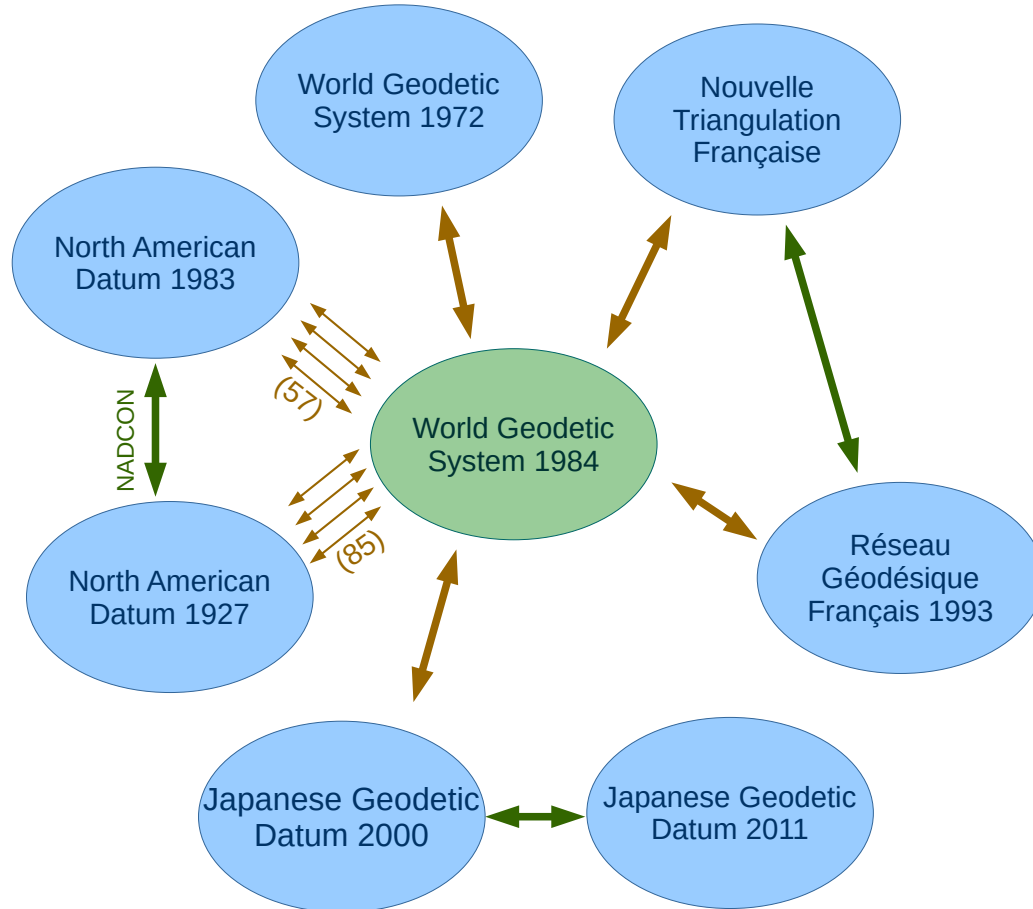 World Geodetic
System 1972
Nouvelle
Triangulation
Française
North American
Datum 1983
(57)
NADCON
World Geodetic
System 1984
(85)
North American
Datum 1927
Réseau
Géodésique
Français 1993
Japanese Geodetic
Datum 2000
Japanese Geodetic
Datum 2011